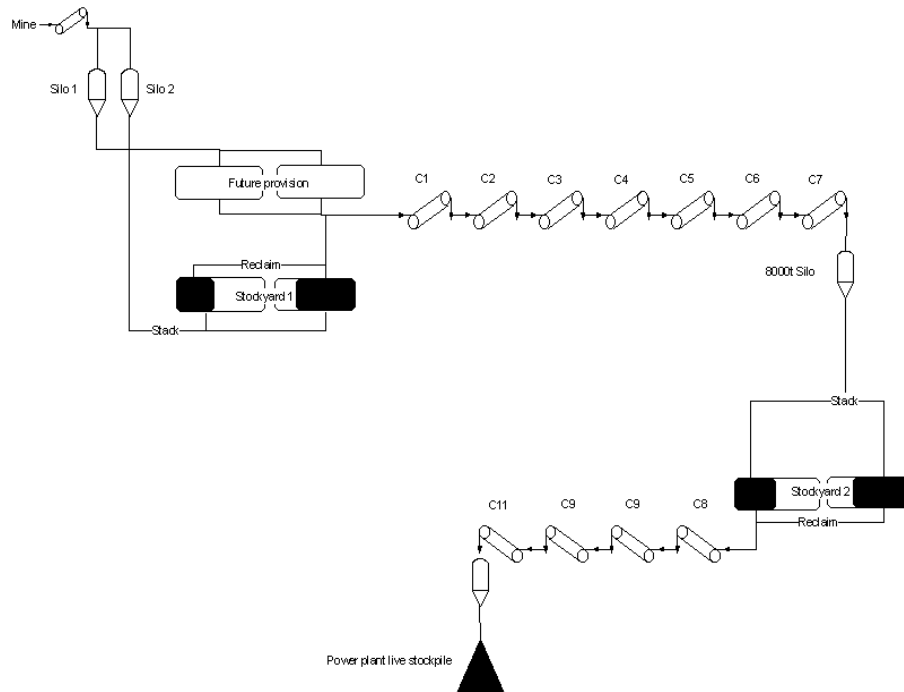 Mine
Silo 1
Silo 2
Future provision
C1
C2
C3
C4
C5
C6
C7
Reclaim
8000t Silo
Stockyard 1
Stack
Stack
Stockyard 2
C11
C9
C9
C8
Reclaim
Power plant live stockpile